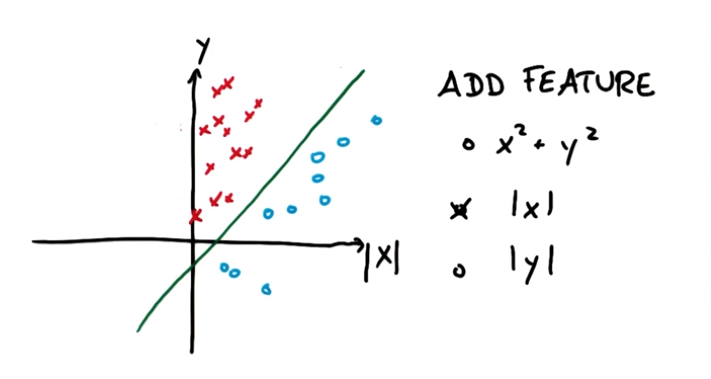 y
|x|
ADD FEATURE
x² + y²
|x|
|y|